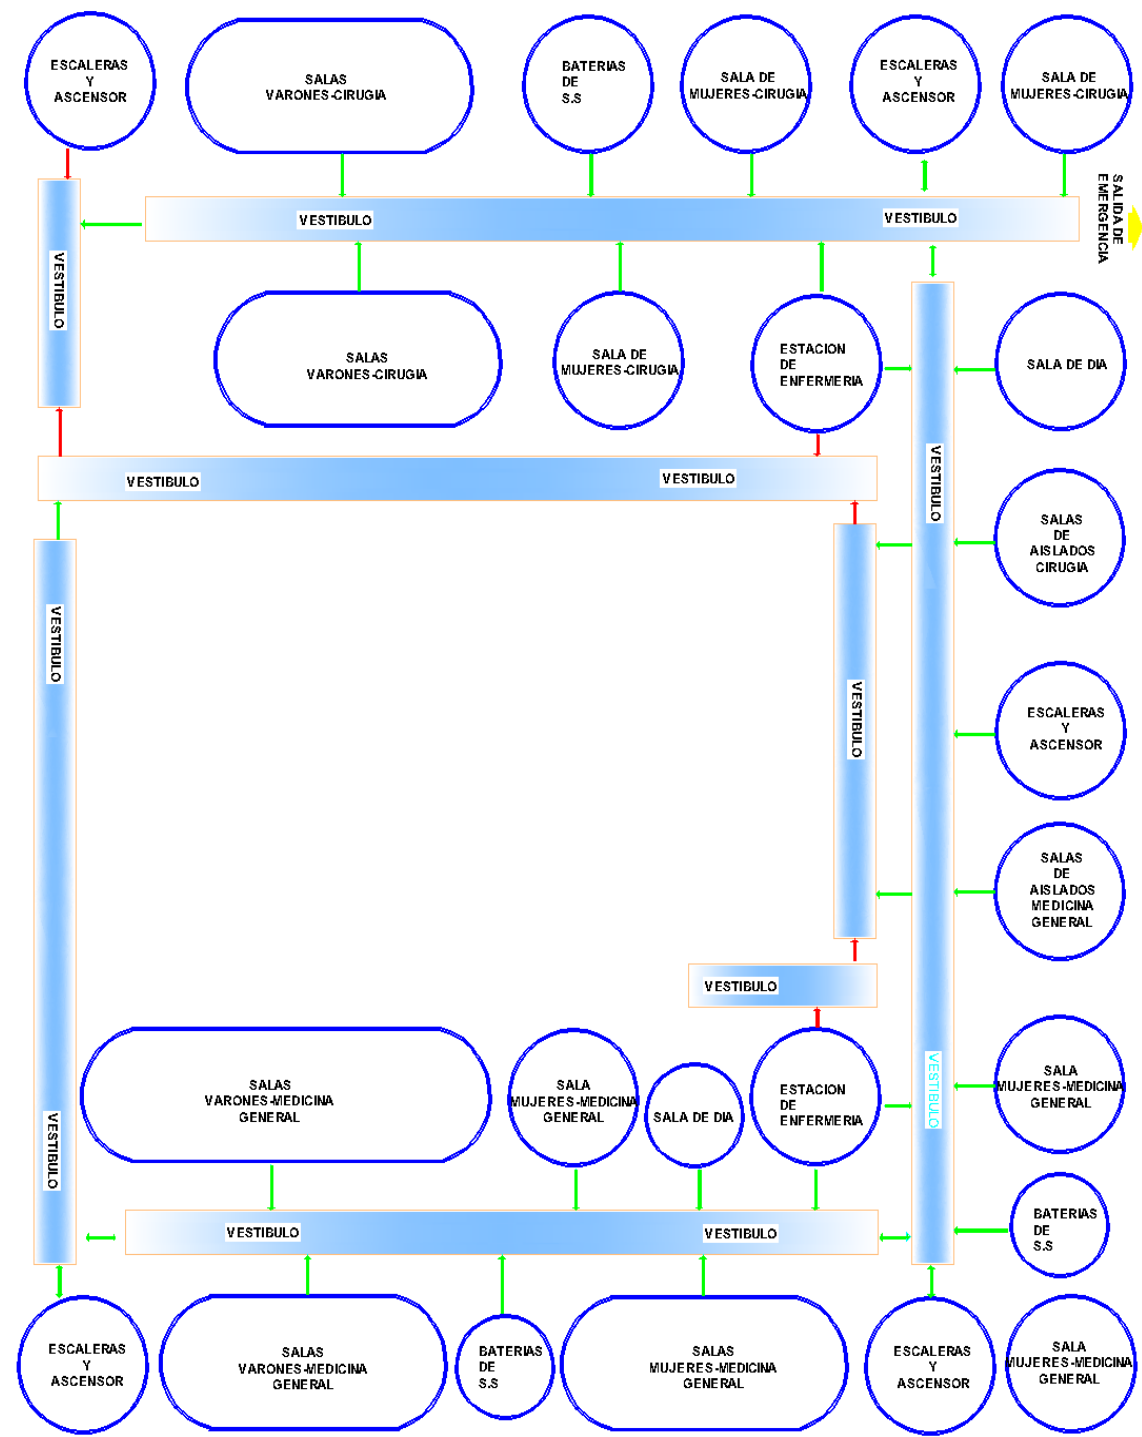 ESCALERAS
Y
ASCENSOR
SALAS
VARONES-CIRUGIA
BATERIAS
DE
S.S
SALA DE
MUJERES-CIRUGIA
ESCALERAS
Y
ASCENSOR
SALA DE
MUJERES-CIRUGIA
SALIDA DE
EMERGENCIA
VESTIBULO
VESTIBULO
VESTIBULO
SALAS
VARONES-CIRUGIA
SALA DE
MUJERES-CIRUGIA
ESTACION
DE
ENFERMERIA
SALA DE DIA
VESTIBULO
VESTIBULO
VESTIBULO
SALAS
DE
AISLADOS
CIRUGIA
VESTIBULO
VESTIBULO
ESCALERAS
Y
ASCENSOR
SALAS
DE
AISLADOS
MEDICINA
GENERAL
VESTIBULO
SALAS
VARONES-MEDICINA
GENERAL
SALA
MUJERES-MEDICINA
GENERAL
SALA DE DIA
ESTACION
DE
ENFERMERIA
VESTIBULO
SALA
MUJERES-MEDICINA
GENERAL
VESTIBULO
VESTIBULO
VESTIBULO
BATERIAS
DE
S.S
ESCALERAS
Y
ASCENSOR
SALAS
VARONES-MEDICINA
GENERAL
BATERIAS
DE
S.S
SALAS
MUJERES-MEDICINA
GENERAL
ESCALERAS
Y
ASCENSOR
SALA
MUJERES-MEDICINA
GENERAL